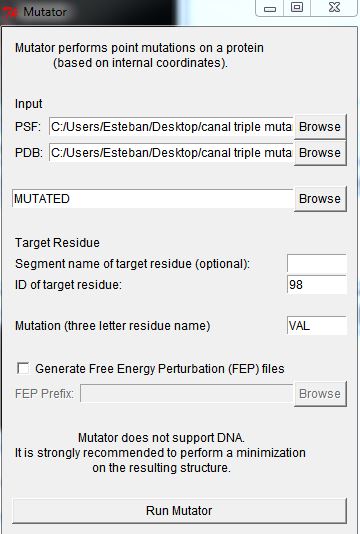 Mutator
Mutator performs point mutations on a protein
(based on internal coordinates).
Input
PSF: C:/Users/Esteban/Desktop/canal triple muta Browse
PDB: C:/Users/Esteban/Desktop/canal triple muta Browse
MUTATED Browse
Target Residue
Segment name of target residue (optional):
ID of target residue: 98
Mutation (three letter residue name) VAL
Generate Free Energy Perturbation (FEP) files
FEP Prefix: Browse
Mutator does not support DNA.
It is strongly recommended to perform a minimization
on the resulting structure.
Run Mutator